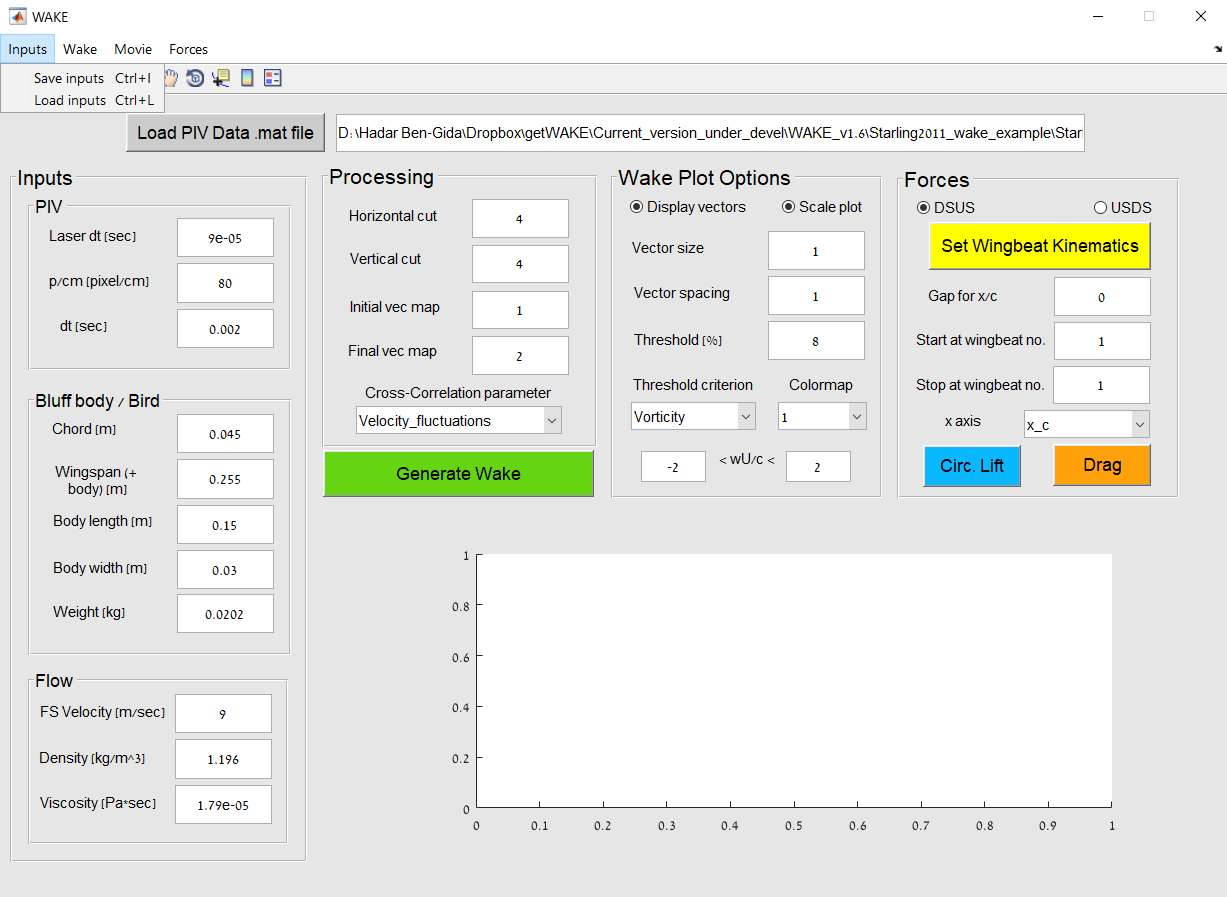 WAKE
Inputs Wake Movie Forces
Save inputs Ctrl+I
Load inputs Ctrl+L
Load PIV Data .mat file
D:\Hadar Ben-Gida\Dropbox\getWAKE\Current_version_under_devel\WAKE_v1.6\Starling2011_wake_example\Star
Inputs
PIV
Laser dt [sec] 9e-05
p/cm [pixel/cm] 80
dt [sec] 0.002
Bluff body / Bird
Chord [m] 0.045
Wingspan (+
body) [m] 0.255
Body length [m] 0.15
Body width [m] 0.03
Weight [kg] 0.0202
Flow
FS Velocity [m/sec] 9
Density [kg/m^3] 1.196
Viscosity [Pa*sec] 1.79e-05
Processing
Horizontal cut 4
Vertical cut 4
Initial vec map 1
Final vec map 2
Cross-Correlation parameter
Velocity_fluctuations
Generate Wake
Wake Plot Options
Display vectors Scale plot
Vector size 1
Vector spacing 1
Threshold [%] 8
Threshold criterion Colormap
Vorticity 1
-2 < wU/c < 2
Forces
DSUS USDS
Set Wingbeat Kinematics
Gap for x/c 0
Start at wingbeat no. 1
Stop at wingbeat no. 1
x axis x_c
Circ. Lift Drag
1
0.8
0.6
0.4
0.2
0
0 0.1 0.2 0.3 0.4 0.5 0.6 0.7 0.8 0.9 1